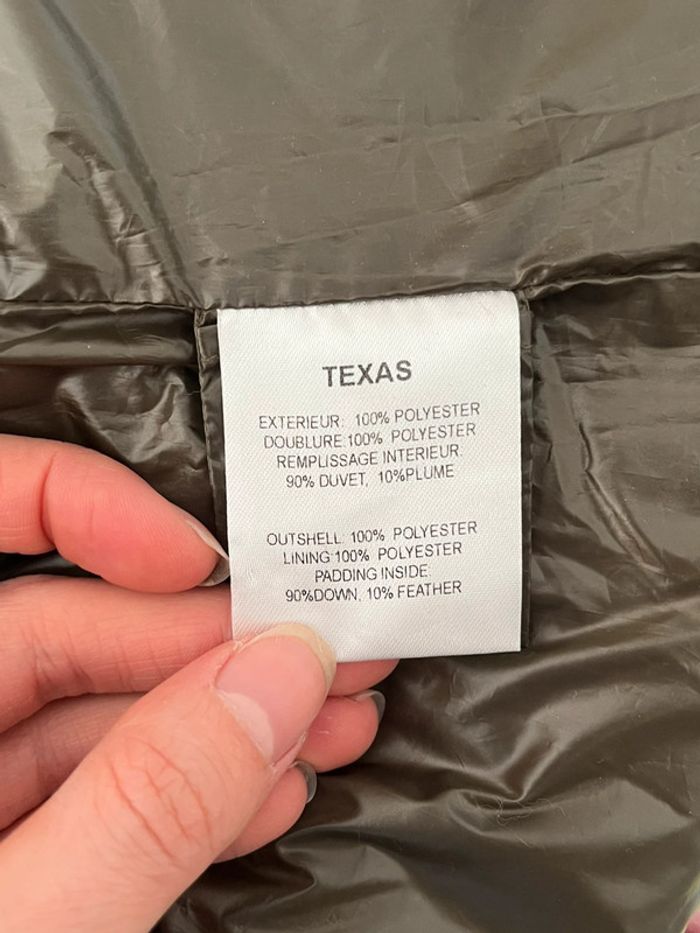 TEXAS
EXTERIEUR: 100% POLYESTER
DOUBLURE:100% POLYESTER
REMPLISSAGE INTERIEUR:
90% DUVET, 10%PLUME
OUTSHELL: 100% POLYESTER
LINING:100% POLYESTER
PADDING INSIDE:
90%DOWN, 10% FEATHER